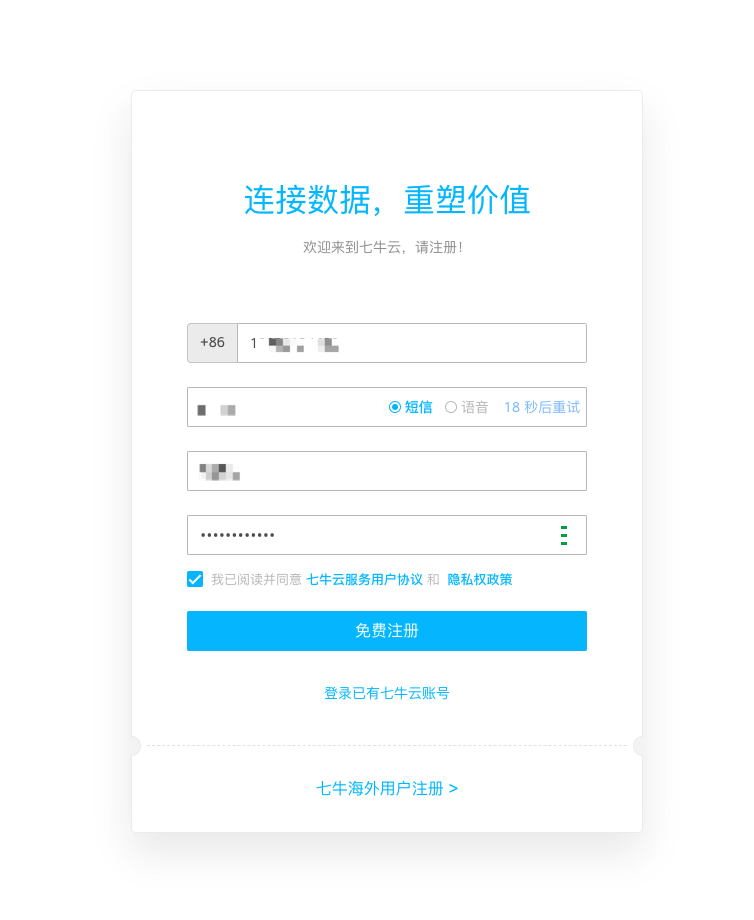 连接数据，重塑价值
欢迎来到七牛云，请注册！
+86 1
短信 语音 18 秒后重试
••••••••••••
我已阅读并同意 七牛云服务用户协议 和 隐私权政策
免费注册
登录已有七牛云账号
七牛海外用户注册 >